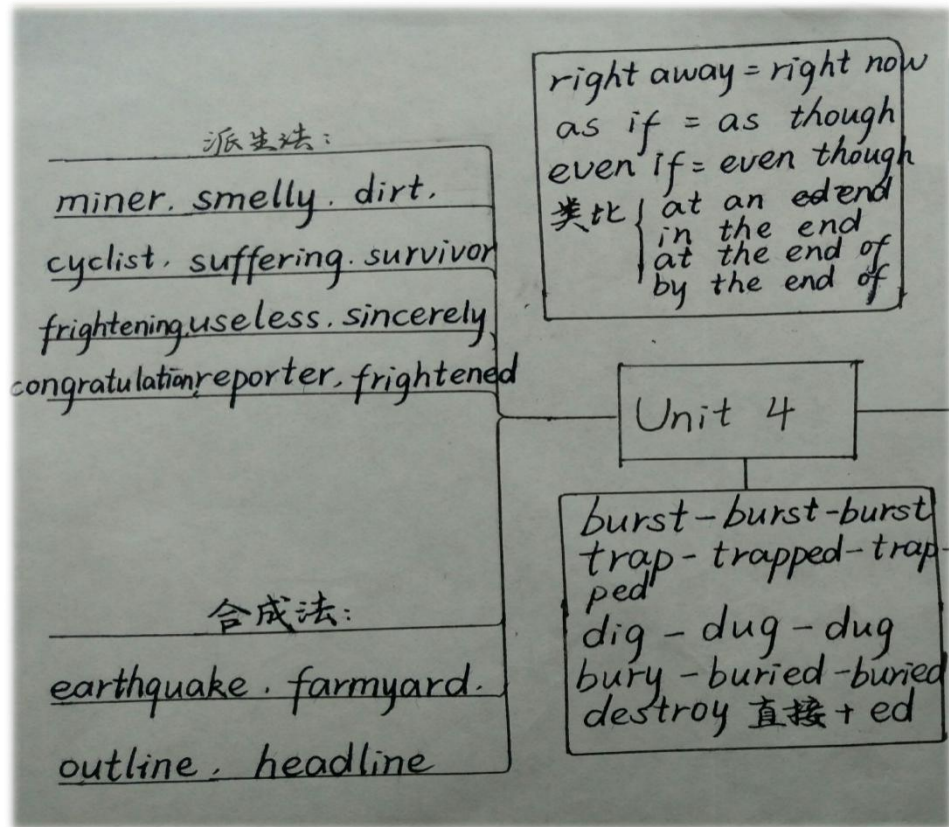 派生法:
miner. smelly. dirt.
cyclist. suffering. survivor
frightening. useless. sincerely
congratulation reporter, frightened
合成法:
earthquake. farmyard.
outline. headline
right away = right now
as if = as though
even if = even though
类比 { at an end
in the end
at the end of
by the end of
Unit 4
burst - burst - burst
trap - trapped - trap-
ped
dig - dug - dug
bury - buried - buried
destroy 直接 + ed